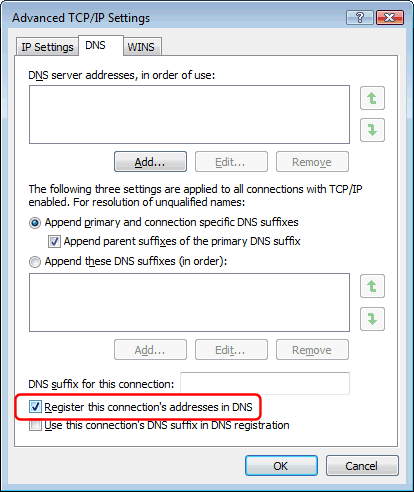 Advanced TCP/IP Settings
IP Settings DNS WINS
DNS server addresses, in order of use:
Add... Edit... Remove
The following three settings are applied to all connections with TCP/IP
enabled. For resolution of unqualified names:
Append primary and connection specific DNS suffixes
Append parent suffixes of the primary DNS suffix
Append these DNS suffixes (in order):
Add... Edit... Remove
DNS suffix for this connection:
Register this connection's addresses in DNS
Use this connection's DNS suffix in DNS registration
OK Cancel